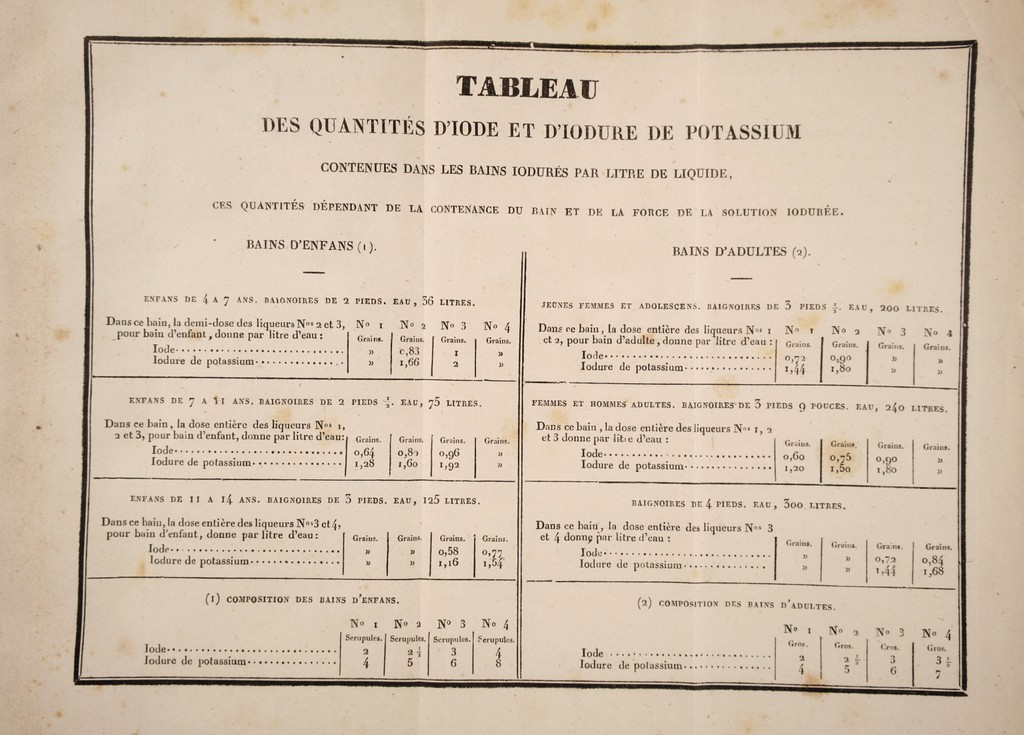 TABLEAU
DES QUANTITÉS D'IODE ET D'IODURE DE POTASSIUM
CONTENUES DANS LES BAINS IODURÉS PAR LITRE DE LIQUIDE,
CES QUANTITÉS DÉPENDANT DE LA CONTENANCE DU BAIN ET DE LA FORCE DE LA SOLUTION IODURÉE.
BAINS D'ENFANS (1).
ENFANS DE 4 A 7 ANS. BAIGNOIRES DE 2 PIEDS. EAU, 36 LITRES.
Dans ce bain, la demi-dose des liqueurs Nos 2 et 3, No 1 No 2 No 3 No 4
pour bain d'enfant, donne par litre d'eau : Grains. Grains. Grains. Grains.
Iode » 0,83 1 »
Iodure de potassium » 1,66 2 »
ENFANS DE 7 A 11 ANS. BAIGNOIRES DE 2 PIEDS ½. EAU, 75 LITRES.
Dans ce bain, la dose entière des liqueurs Nos 1,
2 et 3, pour bain d'enfant, donne par litre d'eau: Grains. Grains. Grains. Grains.
Iode 0,64 0,80 0,96 »
Iodure de potassium 1,28 1,60 1,92 »
ENFANS DE 11 A 14 ANS. BAIGNOIRES DE 3 PIEDS. EAU, 125 LITRES.
Dans ce bain, la dose entière des liqueurs Nos 3 et 4,
pour bain d'enfant, donne par litre d'eau : Grains. Grains. Grains. Grains.
Iode » » 0,58 0,77
Iodure de potassium » » 1,16 1,54
(1) COMPOSITION DES BAINS D'ENFANS.
No 1 No 2 No 3 No 4
Scrupules. Scrupules. Scrupules. Scrupules.
Iode 2 2 ½ 3 4
Iodure de potassium 4 5 6 8
BAINS D'ADULTES (2).
JEUNES FEMMES ET ADOLESCENS. BAIGNOIRES DE 3 PIEDS ½. EAU, 200 LITRES.
Dans ce bain, la dose entière des liqueurs Nos 1 No 1 No 2 No 3 No 4
et 2, pour bain d'adulte, donne par litre d'eau : Grains. Grains. Grains. Grains.
Iode 0,72 0,90 » »
Iodure de potassium 1,44 1,80 » »
FEMMES ET HOMMES ADULTES. BAIGNOIRES DE 3 PIEDS 9 POUCES. EAU, 240 LITRES.
Dans ce bain, la dose entière des liqueurs Nos 1, 2
et 3 donne par litre d'eau : Grains. Grains. Grains. Grains.
Iode 0,60 0,75 0,90 »
Iodure de potassium 1,20 1,50 1,80 »
BAIGNOIRES DE 4 PIEDS. EAU, 300 LITRES.
Dans ce bain, la dose entière des liqueurs Nos 3
et 4 donne par litre d'eau : Grains. Grains. Grains. Grains.
Iode » » 0,72 0,84
Iodure de potassium » » 1,44 1,68
(2) COMPOSITION DES BAINS D'ADULTES.
No 1 No 2 No 3 No 4
Gros. Gros. Gros. Gros.
Iode 2 2 ½ 3 3 ½
Iodure de potassium 4 5 6 7